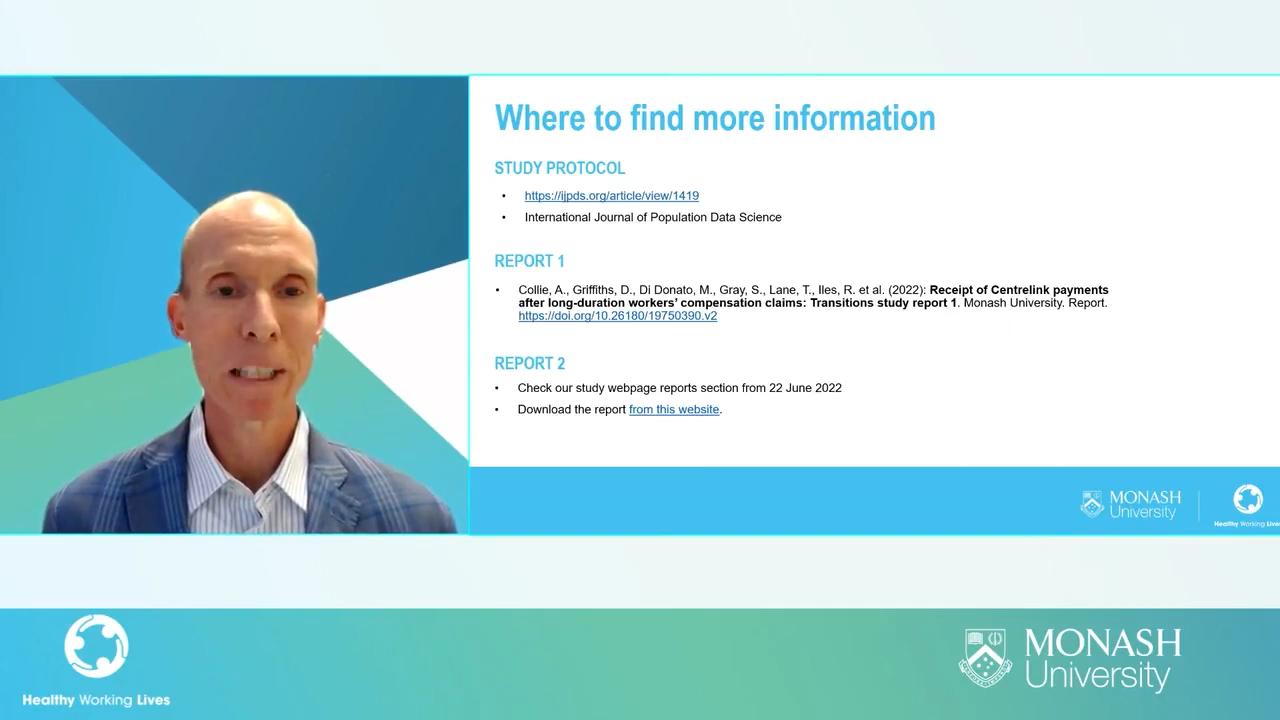 Where to find more information
STUDY PROTOCOL
• https://ijpds.org/article/view/1419
• International Journal of Population Data Science
REPORT 1
• Collie, A., Griffiths, D., Di Donato, M., Gray, S., Lane, T., Iles, R. et al. (2022): Receipt of Centrelink payments
after long-duration workers' compensation claims: Transitions study report 1. Monash University. Report.
https://doi.org/10.26180/19750390.v2
REPORT 2
• Check our study webpage reports section from 22 June 2022
• Download the report from this website.
MONASH
University
Healthy Working Lives
Healthy Working Lives
MONASH
University